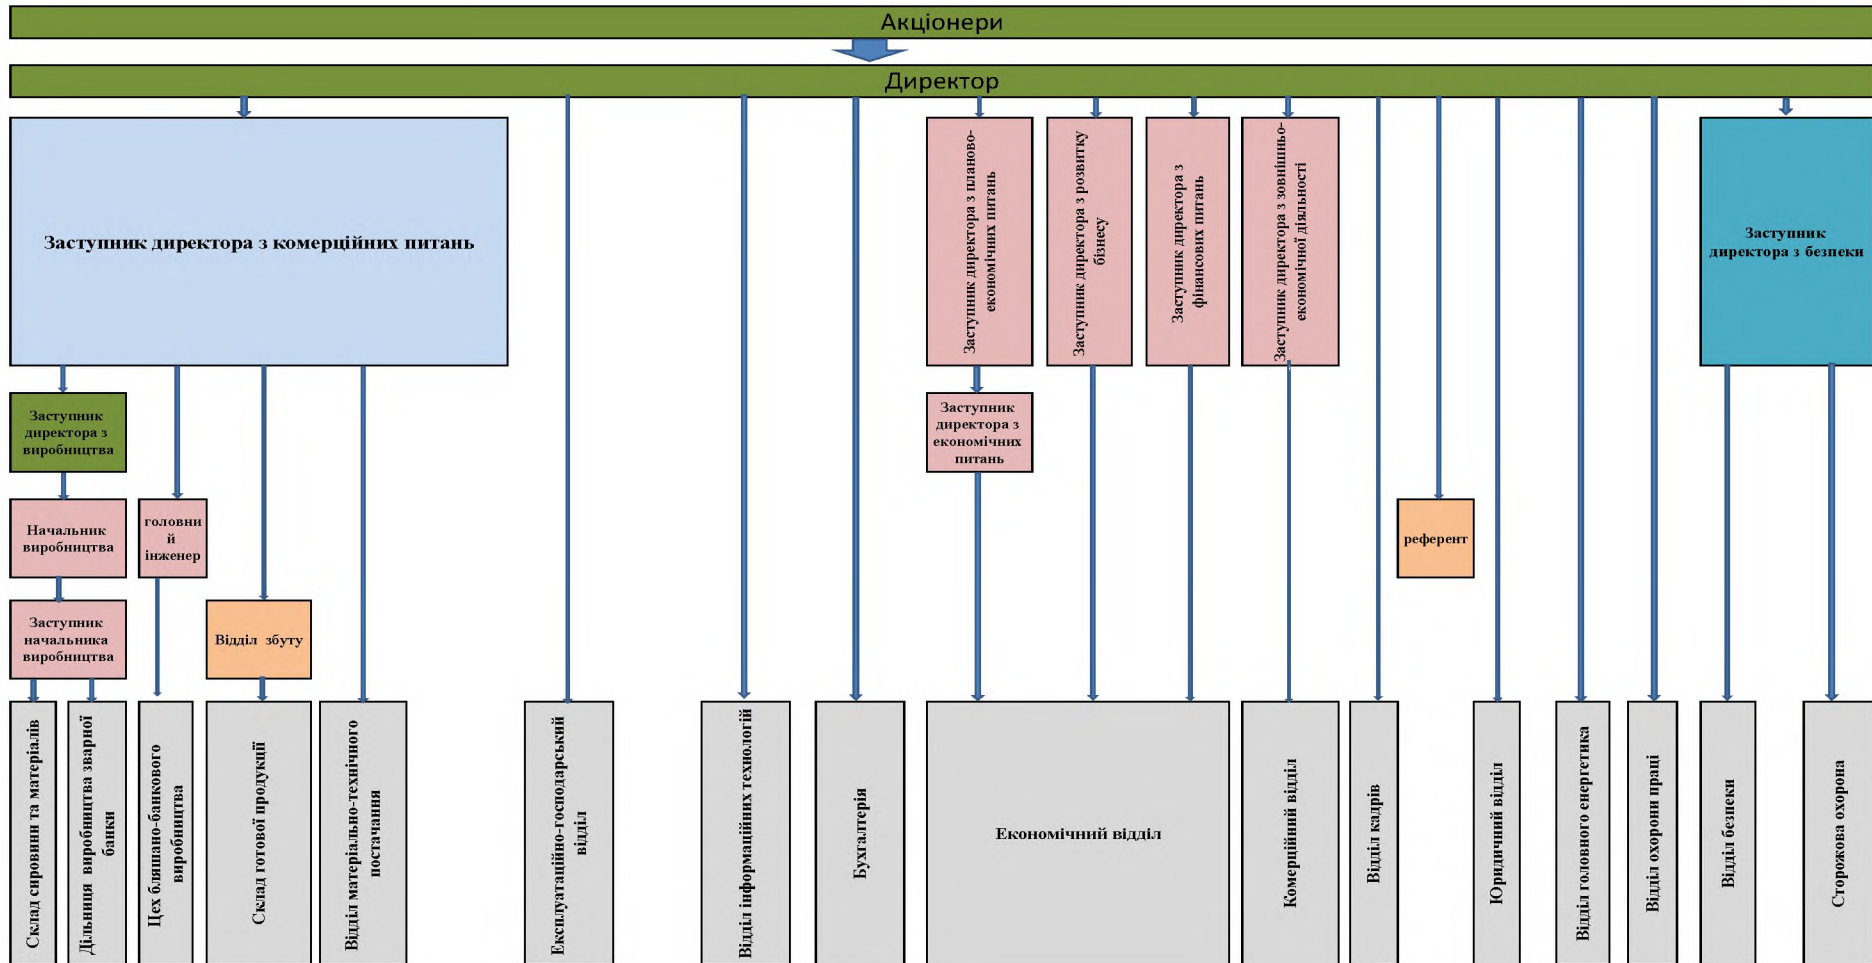 Акціонери
Директор
Заступник директора з комерційних питань
Заступник директора з планово-
економічних питань
Заступник директора з розвитку
бізнесу
Заступник директора з
фінансових питань
Заступник директора з зовнішньо-
економічної діяльності
Заступник
директора з безпеки
Заступник
директора з
виробництва
Заступник
директора з
економічних
питань
Начальник
виробництва
головни
й
інженер
референт
Заступник
начальника
виробництва
Відділ збуту
Склад сировини та матеріалів
Дільниця виробництва зварної
банки
Цех бляшано-банкового
виробництва
Склад готової продукції
Відділ матеріально-технічного
постачання
Експлуатаційно-господарський
відділ
Відділ інформаційних технологій
Бухгалтерія
Економічний відділ
Комерційний відділ
Відділ кадрів
Юридичний відділ
Відділ головного енергетика
Відділ охорони праці
Відділ безпеки
Сторожова охорона